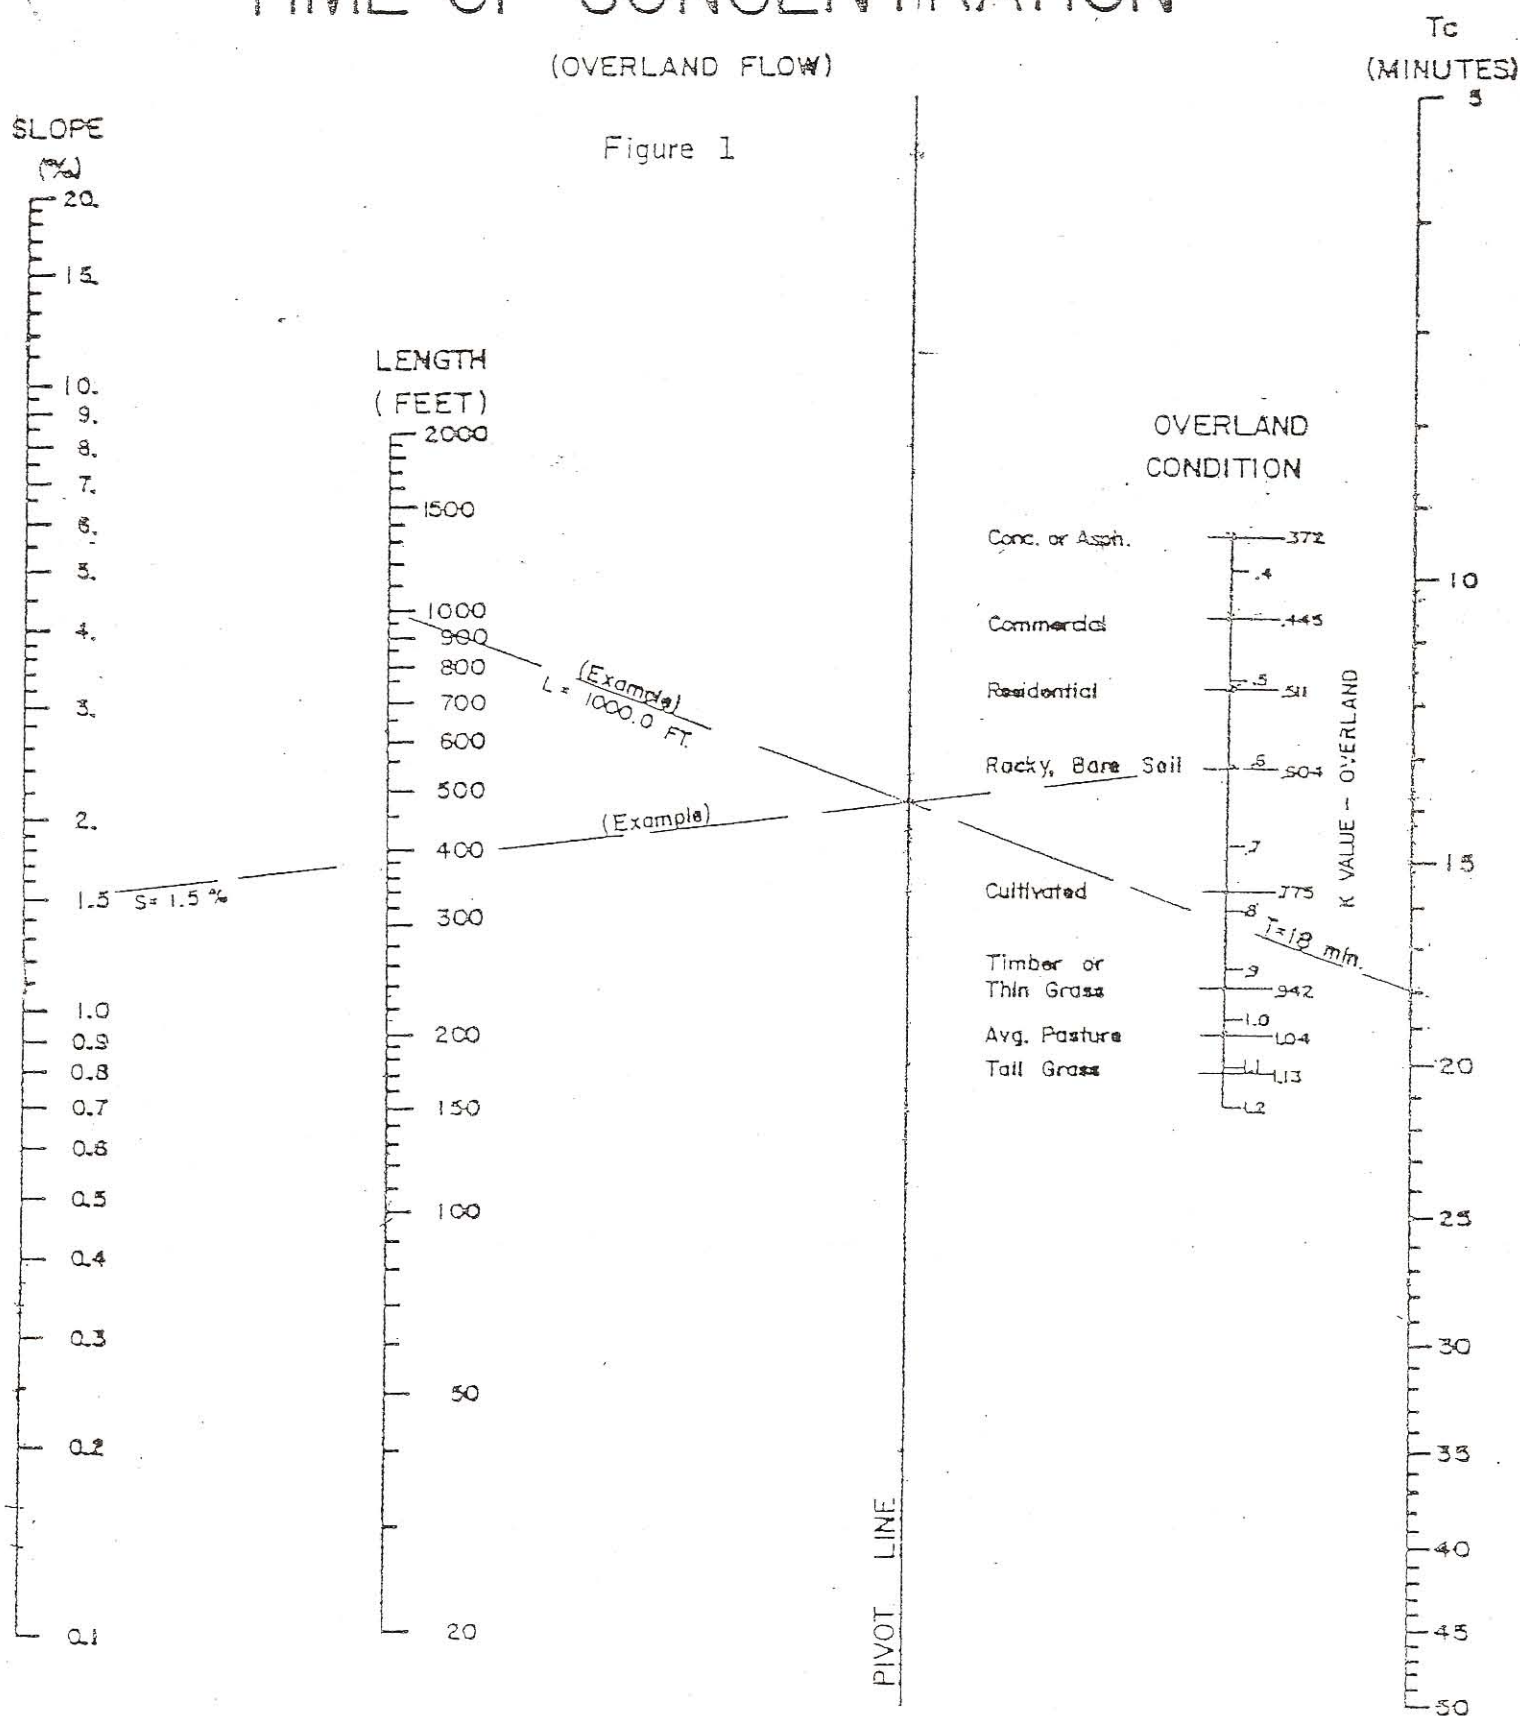 TIME OF CONCENTRATION
(OVERLAND FLOW)
Figure 1
Tc
(MINUTES)
SLOPE
(%)
20.
15.
10.
9.
8.
7.
6.
5.
4.
3.
2.
1.5
1.0
0.9
0.8
0.7
0.6
0.5
0.4
0.3
0.2
0.1
S= 1.5 %
LENGTH
(FEET)
2000
1500
1000
900
800
700
600
500
400
300
200
150
100
50
20
(Example)
L = 1000.0 FT.
(Example)
PIVOT LINE
OVERLAND
CONDITION
Conc. or Asph.
.372
.4
Commercial
.445
.5
Residential
.511
.6
Rocky, Bare Soil
.604
.7
Cultivated
.775
.8
.9
Timber or
Thin Grass
.942
1.0
Avg. Pasture
1.04
1.1
Tall Grass
1.13
1.2
K VALUE - OVERLAND
T=18 min.
5
10
15
20
25
30
35
40
45
50